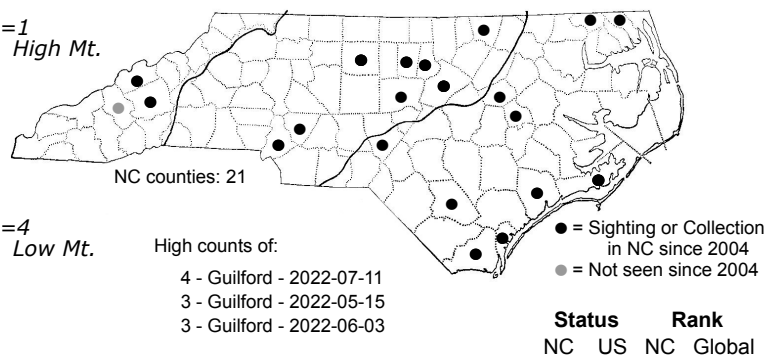 =1
High Mt.
NC counties: 21
=4
Low Mt.
High counts of:
4 - Guilford - 2022-07-11
3 - Guilford - 2022-05-15
3 - Guilford - 2022-06-03
● = Sighting or Collection
in NC since 2004
● = Not seen since 2004
Status Rank
NC US NC Global